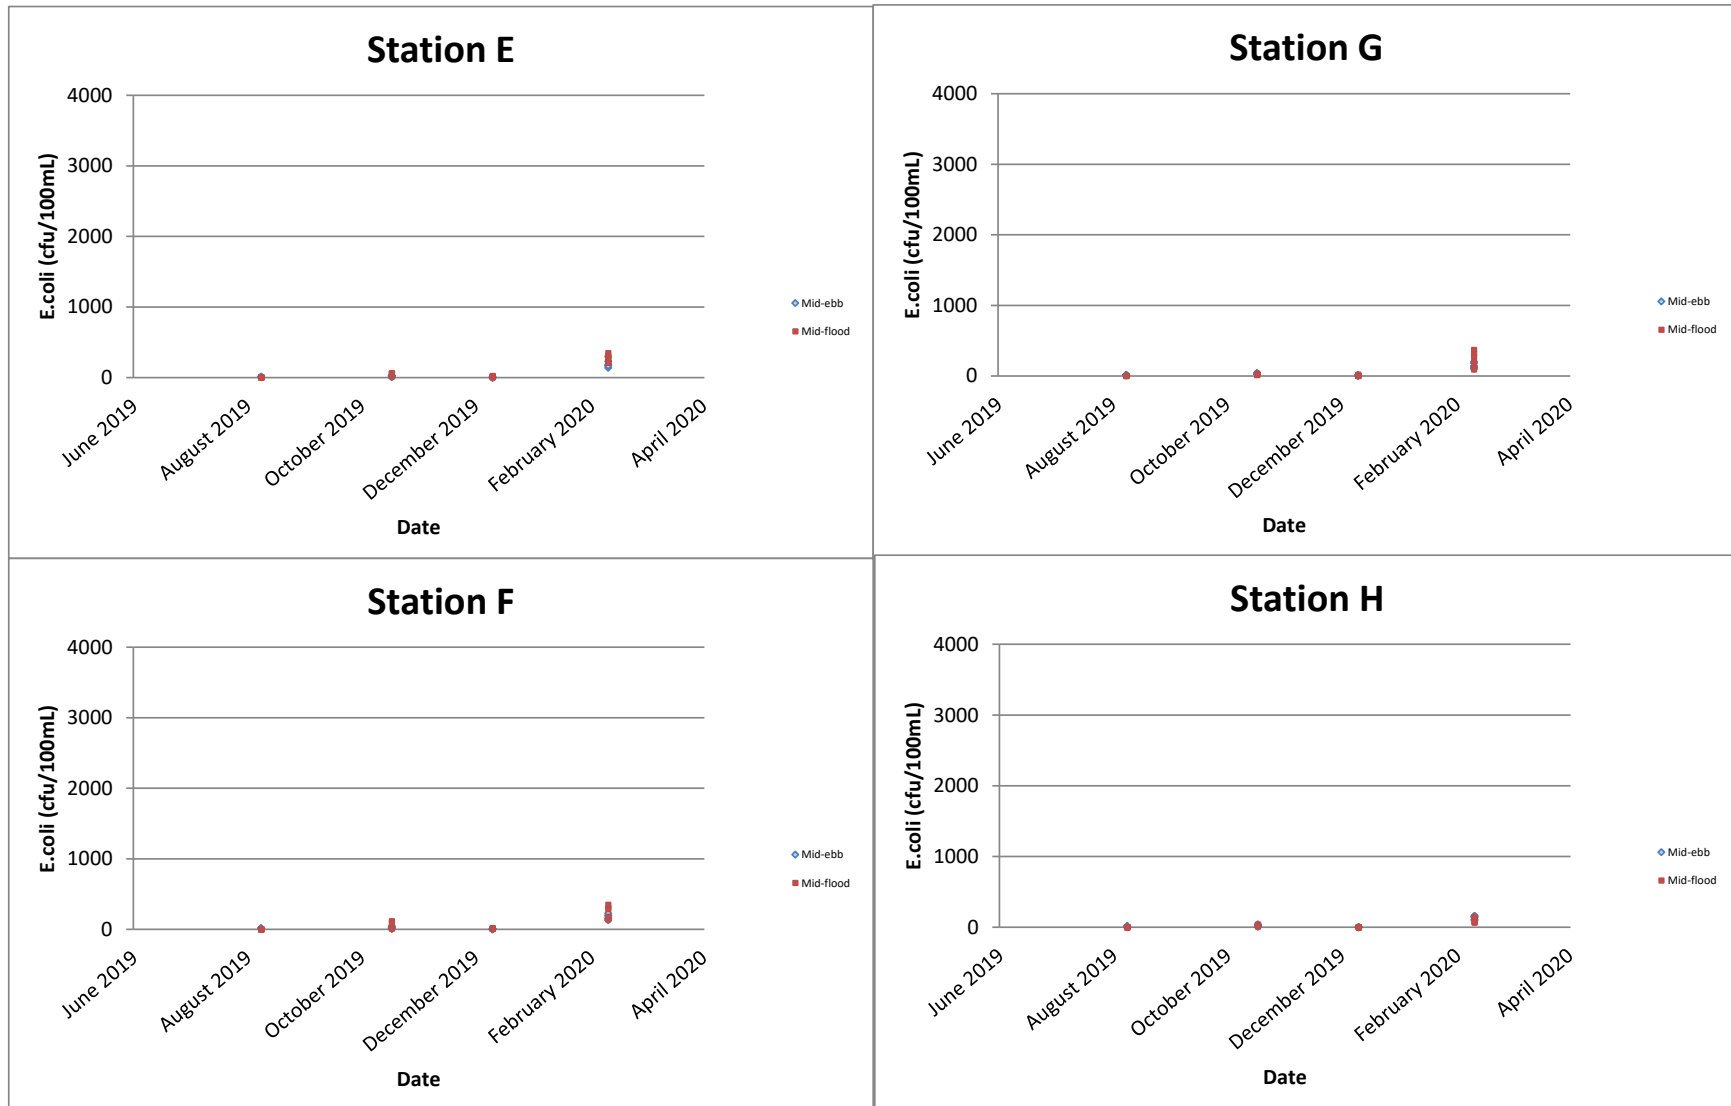 Station E
4000
3000
2000
1000
0
E.coli (cfu/100mL)
June 2019
August 2019
October 2019
December 2019
February 2020
April 2020
Date
Mid-ebb
Mid-flood
Station G
4000
3000
2000
1000
0
E.coli (cfu/100mL)
June 2019
August 2019
October 2019
December 2019
February 2020
April 2020
Date
Mid-ebb
Mid-flood
Station F
4000
3000
2000
1000
0
E.coli (cfu/100mL)
June 2019
August 2019
October 2019
December 2019
February 2020
April 2020
Date
Mid-ebb
Mid-flood
Station H
4000
3000
2000
1000
0
E.coli (cfu/100mL)
June 2019
August 2019
October 2019
December 2019
February 2020
April 2020
Date
Mid-ebb
Mid-flood